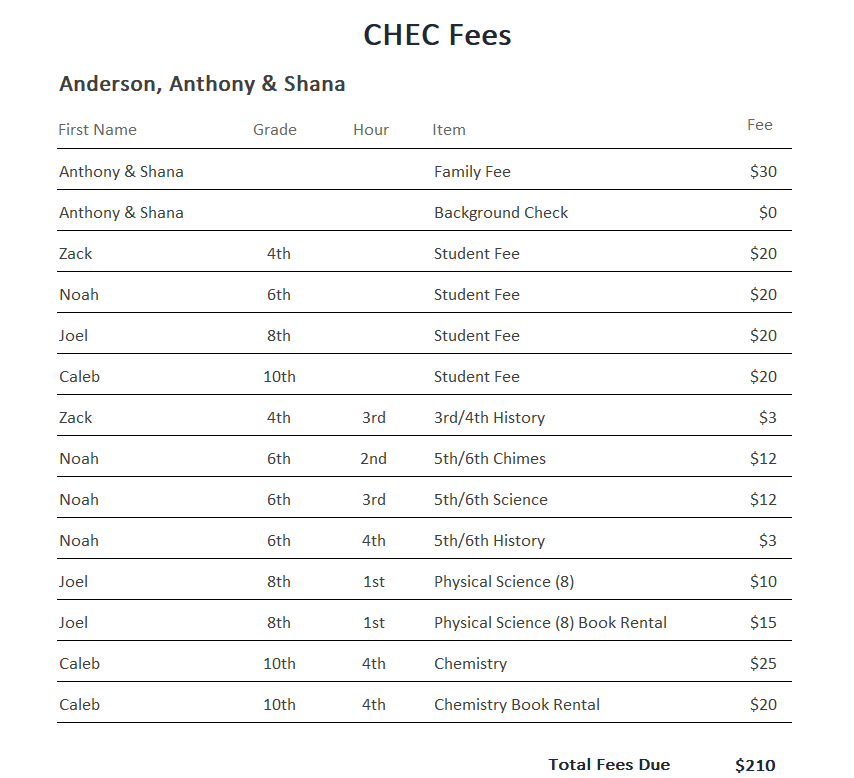 CHEC Fees
Anderson, Anthony & Shana
First Name Grade Hour Item Fee
Anthony & Shana Family Fee $30
Anthony & Shana Background Check $0
Zack 4th Student Fee $20
Noah 6th Student Fee $20
Joel 8th Student Fee $20
Caleb 10th Student Fee $20
Zack 4th 3rd 3rd/4th History $3
Noah 6th 2nd 5th/6th Chimes $12
Noah 6th 3rd 5th/6th Science $12
Noah 6th 4th 5th/6th History $3
Joel 8th 1st Physical Science (8) $10
Joel 8th 1st Physical Science (8) Book Rental $15
Caleb 10th 4th Chemistry $25
Caleb 10th 4th Chemistry Book Rental $20
Total Fees Due $210